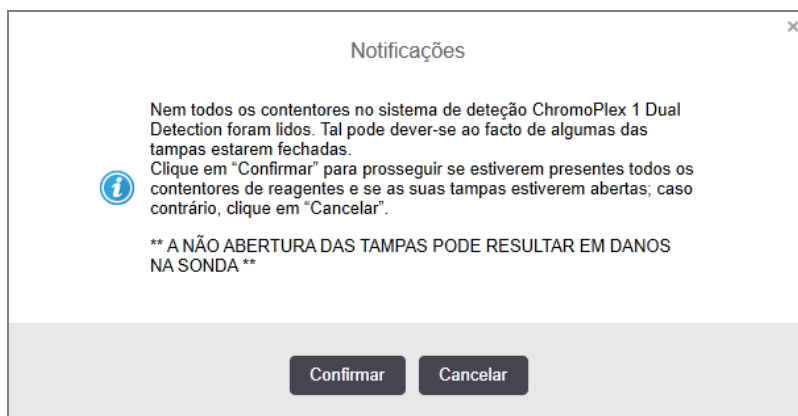 Notificações
Nem todos os contentores no sistema de deteção ChromoPlex 1 Dual
Detection foram lidos. Tal pode dever-se ao facto de algumas das
tampas estarem fechadas.
Clique em “Confirmar” para prosseguir se estiverem presentes todos os
contentores de reagentes e se as suas tampas estiverem abertas; caso
contrário, clique em “Cancelar”.
** A NÃO ABERTURA DAS TAMPAS PODE RESULTAR EM DANOS
NA SONDA **
Confirmar Cancelar